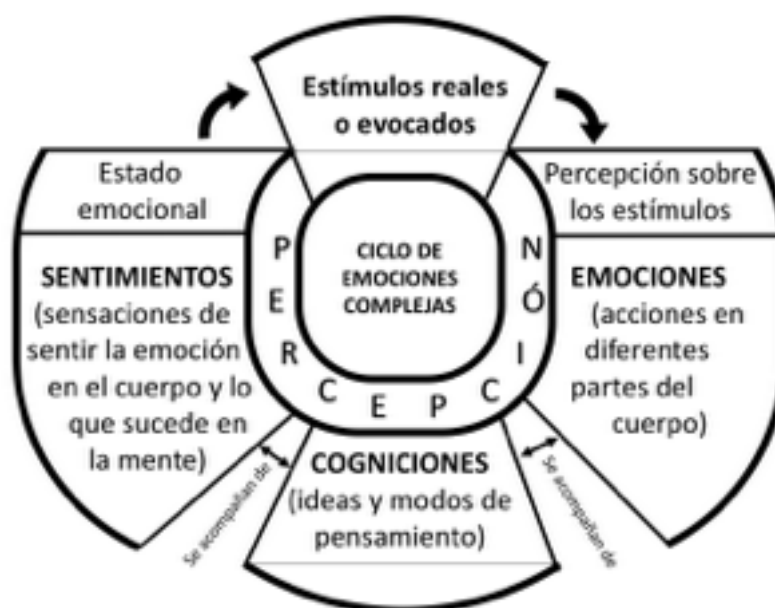 Estímulos reales
o evocados
Percepción sobre
los estímulos
EMOCIONES
(acciones en
diferentes
partes del
cuerpo)
Se acompañan de
COGNICIONES
(ideas y modos de
pensamiento)
Se acompañan de
Estado
emocional
SENTIMIENTOS
(sensaciones de
sentir la emoción
en el cuerpo y lo
que sucede en
la mente)
PERCEPCIÓN
CICLO DE
EMOCIONES
COMPLEJAS